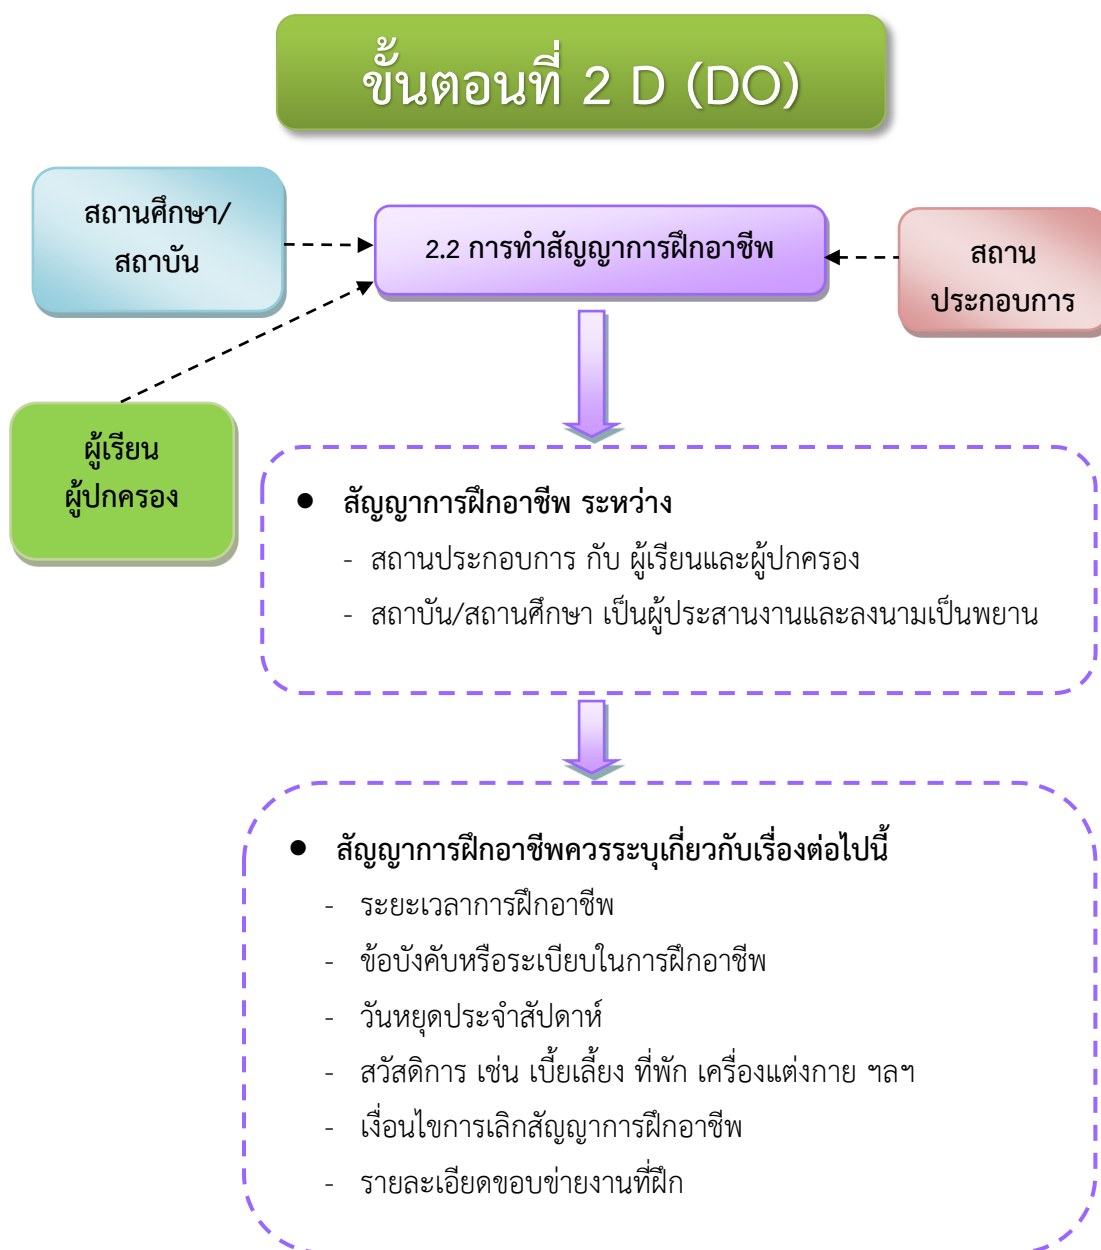 ขั้นตอนที่ 2 D (DO)
สถานศึกษา/
สถาบัน
2.2 การทำสัญญาการฝึกอาชีพ
สถาน
ประกอบการ
ผู้เรียน
ผู้ปกครอง
● สัญญาการฝึกอาชีพ ระหว่าง
- สถานประกอบการ กับ ผู้เรียนและผู้ปกครอง
- สถาบัน/สถานศึกษา เป็นผู้ประสานงานและลงนามเป็นพยาน
● สัญญาการฝึกอาชีพควรระบุเกี่ยวกับเรื่องต่อไปนี้
- ระยะเวลาการฝึกอาชีพ
- ข้อบังคับหรือระเบียบในการฝึกอาชีพ
- วันหยุดประจำสัปดาห์
- สวัสดิการ เช่น เบี้ยเลี้ยง ที่พัก เครื่องแต่งกาย ฯลฯ
- เงื่อนไขการเลิกสัญญาการฝึกอาชีพ
- รายละเอียดขอบข่ายงานที่ฝึก